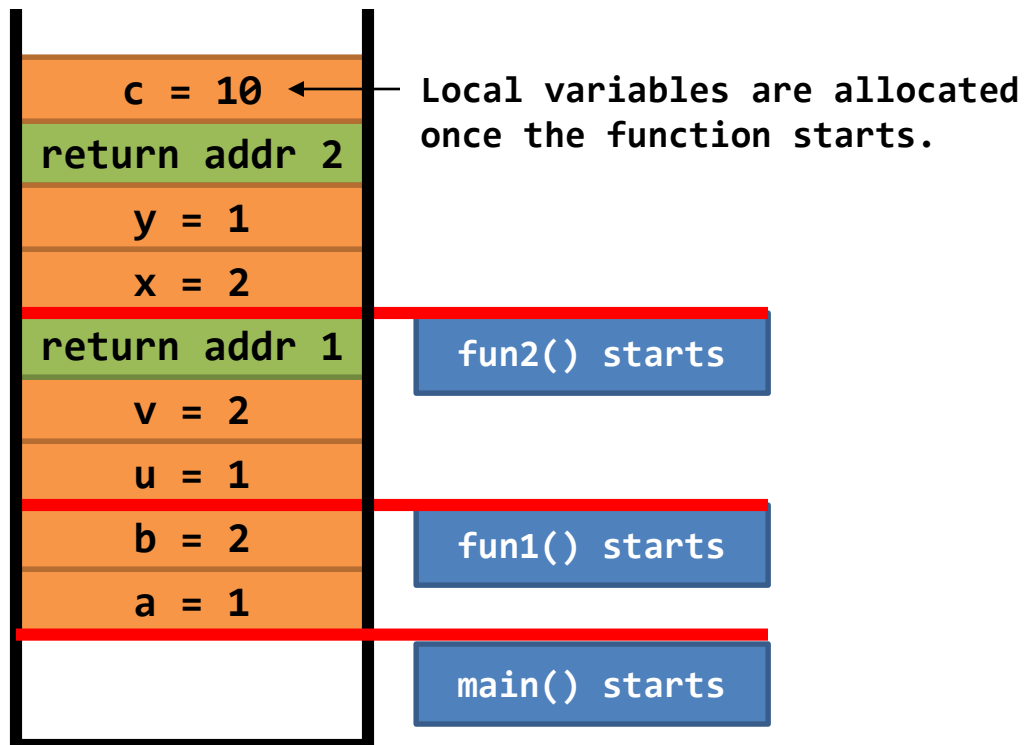 c = 10
Local variables are allocated
once the function starts.
return addr 2
y = 1
x = 2
return addr 1
fun2() starts
v = 2
u = 1
b = 2
fun1() starts
a = 1
main() starts